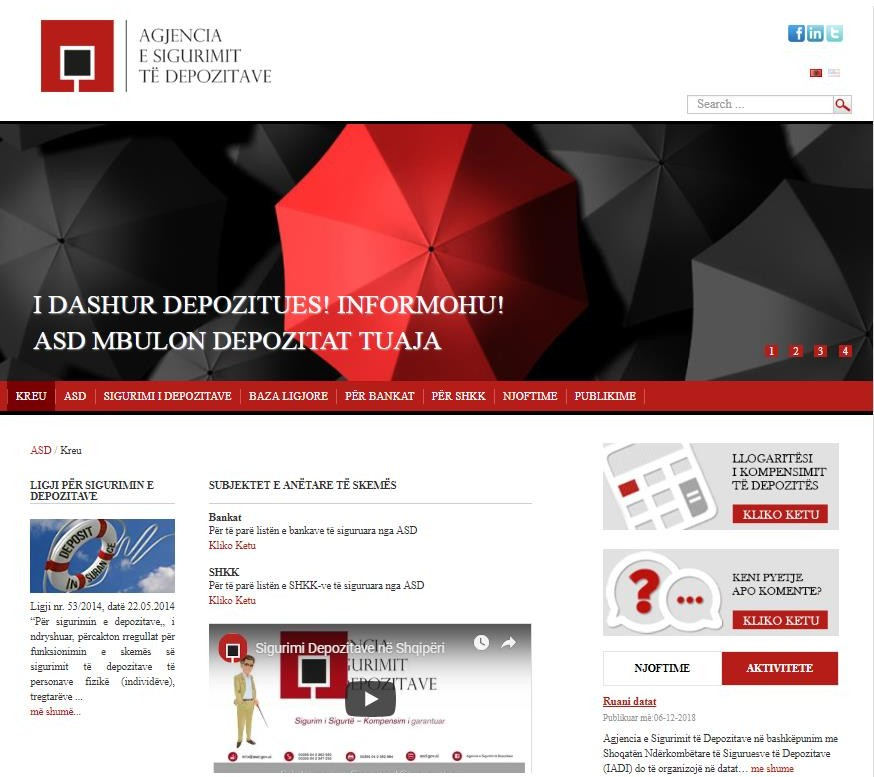 AGJENCIA
E SIGURIMIT
TË DEPOZITAVE
Search ...
I DASHUR DEPOZITUES! INFORMOHU!
ASD MBULON DEPOZITAT TUAJA
1 2 3 4
KREU ASD SIGURIMI I DEPOZITAVE BAZA LIGJORE PËR BANKAT PËR SHKK NJOFTIME PUBLIKIME
ASD / Kreu
LIGJI PËR SIGURIMIN E
DEPOZITAVE
DEPOSIT
INSURANCE
Ligji nr. 53/2014, datë 22.05.2014
“Për sigurimin e depozitave„ i
ndryshuar, përcakton rregullat për
funksionimin e skemës së
sigurimit të depozitave të
personave fizikë (individëve),
tregtarëve ...
më shumë...
SUBJEKTET E ANËTARE TË SKEMËS
Bankat
Për të parë listën e bankave të siguruara nga ASD
Kliko Ketu
SHKK
Për të parë listën e SHKK-ve të siguruara nga ASD
Kliko Ketu
Sigurimi Depozitave në Shqipëri
GJENCIA
IGURIMIT
DEPOZITAVE
Sigurim i Sigurtë – Kompensim i garantuar
LLOGARITËSI
I KOMPENSIMIT
TË DEPOZITËS
KLIKO KETU
KENI PYETJE
APO KOMENTE?
KLIKO KETU
NJOFTIME AKTIVITETE
Ruani datat
Publikuar më:06-12-2018
Agjencia e Sigurimit të Depozitave në bashkëpunim me
Shoqatën Ndërkombëtare të Siguruesve të Depozitave
(IADI) do të organizojë në datat... me shume